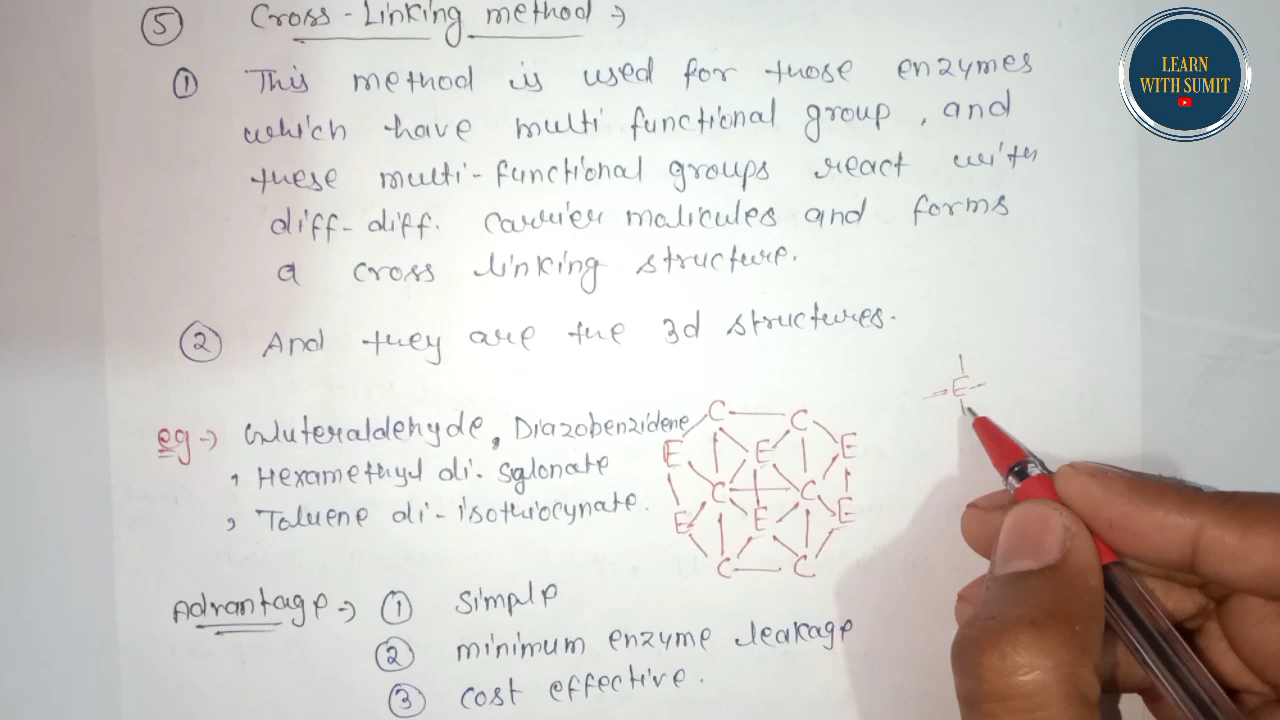 LEARN
WITH SUMIT
⑤ Cross-Linking method →
① This method is used for those enzymes
which have multi functional group, and
these multi-functional groups react with
diff-diff. carrier molicules and forms
a cross linking structure.
② And they are the 3d structures.
eg → Gluteraldehyde, Diazobenzidene
, Hexamethyl di. Sglonate
, Toluene di-isothiocynate.
C C
E E E
C C
E E E
C C
E
Advantage → ① Simple
② minimum enzyme leakage
③ cost effective.